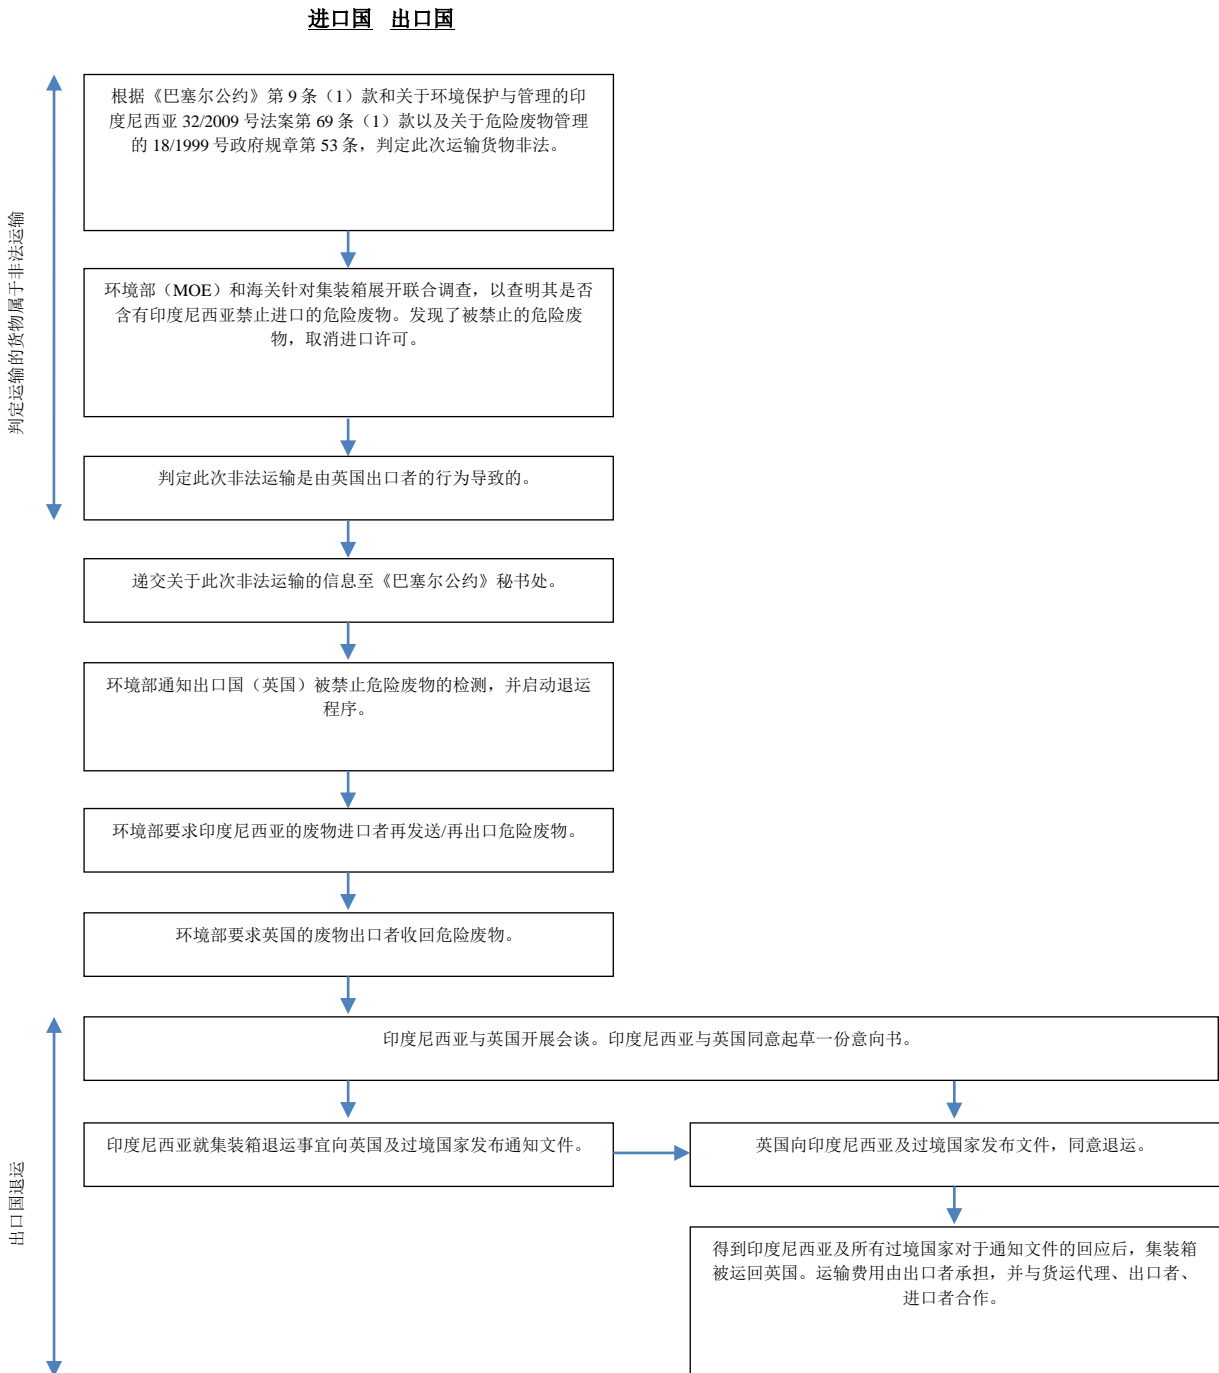 进口国 出口国
根据《巴塞尔公约》第 9 条（1）款和关于环境保护与管理的印
度尼西亚 32/2009 号法案第 69 条（1）款以及关于危险废物管理
的 18/1999 号政府规章第 53 条，判定此次运输货物非法。
环境部（MOE）和海关针对集装箱展开联合调查，以查明其是否
含有印度尼西亚禁止进口的危险废物。发现了被禁止的危险废
物，取消进口许可。
判定此次非法运输是由英国出口者的行为导致的。
判定运输的货物属于非法运输
递交关于此次非法运输的信息至《巴塞尔公约》秘书处。
环境部通知出口国（英国）被禁止危险废物的检测，并启动退运
程序。
环境部要求印度尼西亚的废物进口者再发送/再出口危险废物。
环境部要求英国的废物出口者收回危险废物。
印度尼西亚与英国开展会谈。印度尼西亚与英国同意起草一份意向书。
印度尼西亚就集装箱退运事宜向英国及过境国家发布通知文件。
英国向印度尼西亚及过境国家发布文件，同意退运。
出口国退运
得到印度尼西亚及所有过境国家对于通知文件的回应后，集装箱
被运回英国。运输费用由出口者承担，并与货运代理、出口者、
进口者合作。